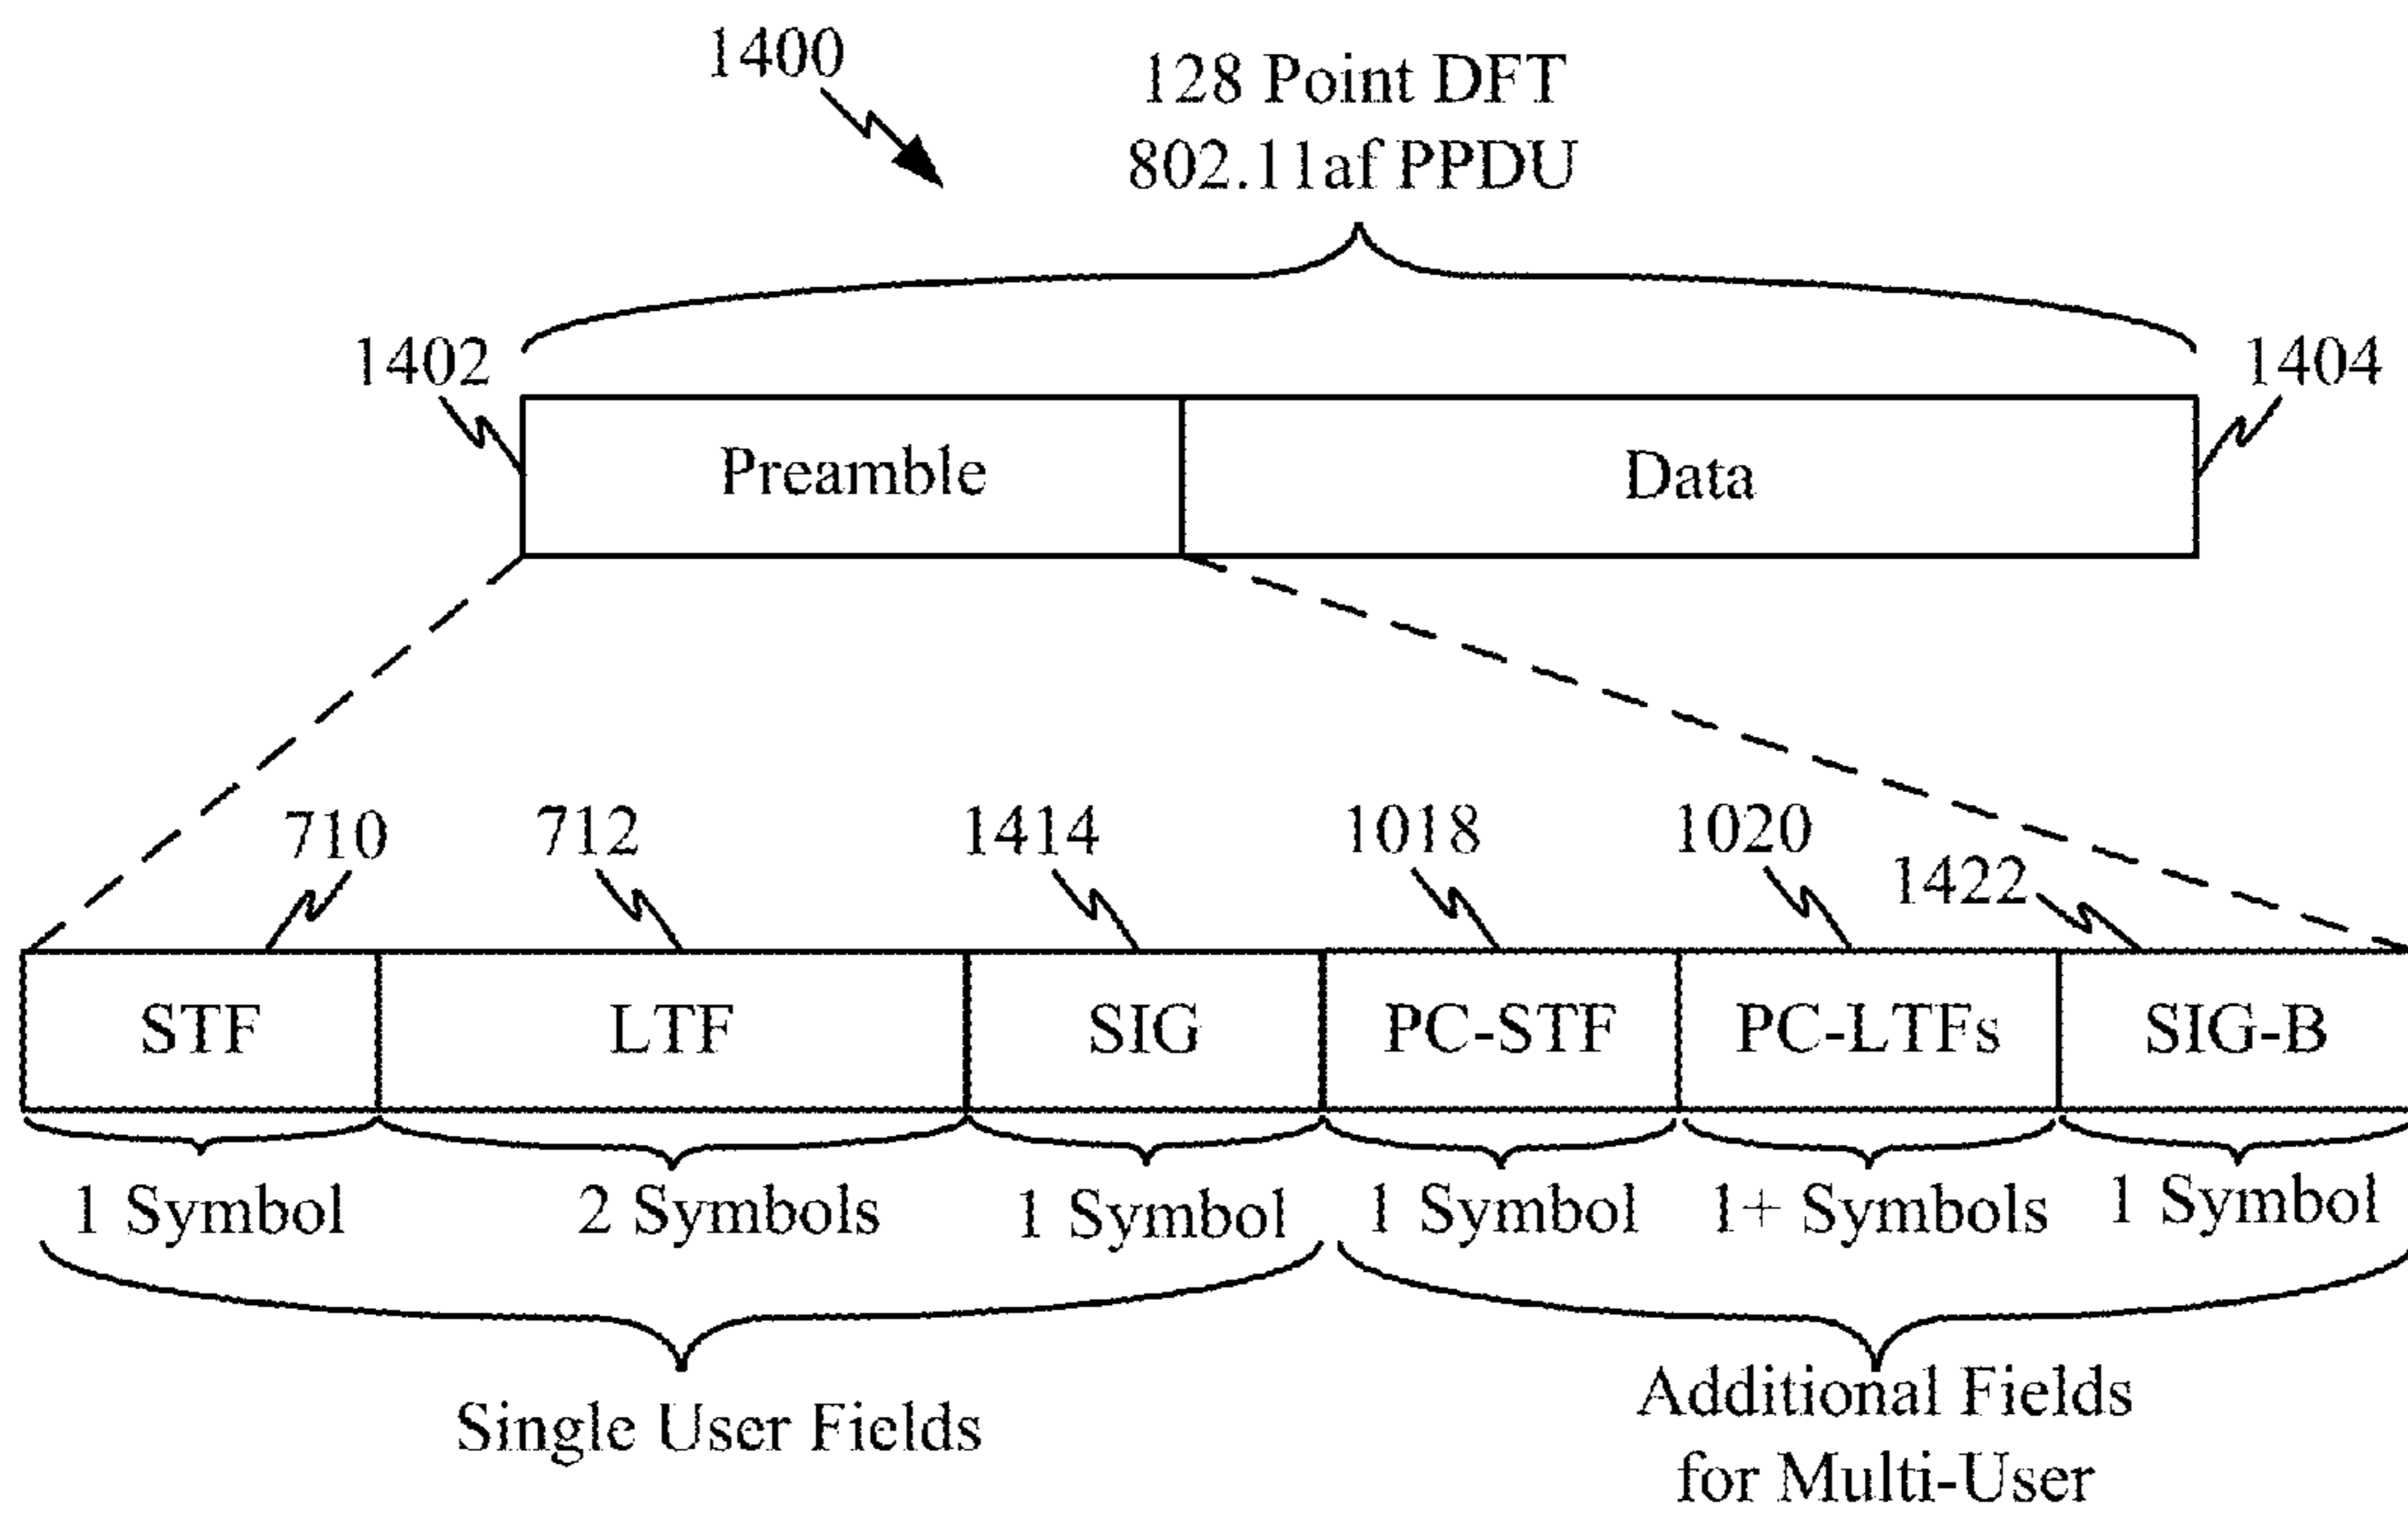 1400
128 Point DFT
802.11af PPDU
1402
1404
Preamble
Data
710
712
1414
1018
1020
1422
STF
LTF
SIG
PC-STF
PC-LTFs
SIG-B
1 Symbol
2 Symbols
1 Symbol
1 Symbol
1+ Symbols
1 Symbol
Single User Fields
Additional Fields
for Multi-User